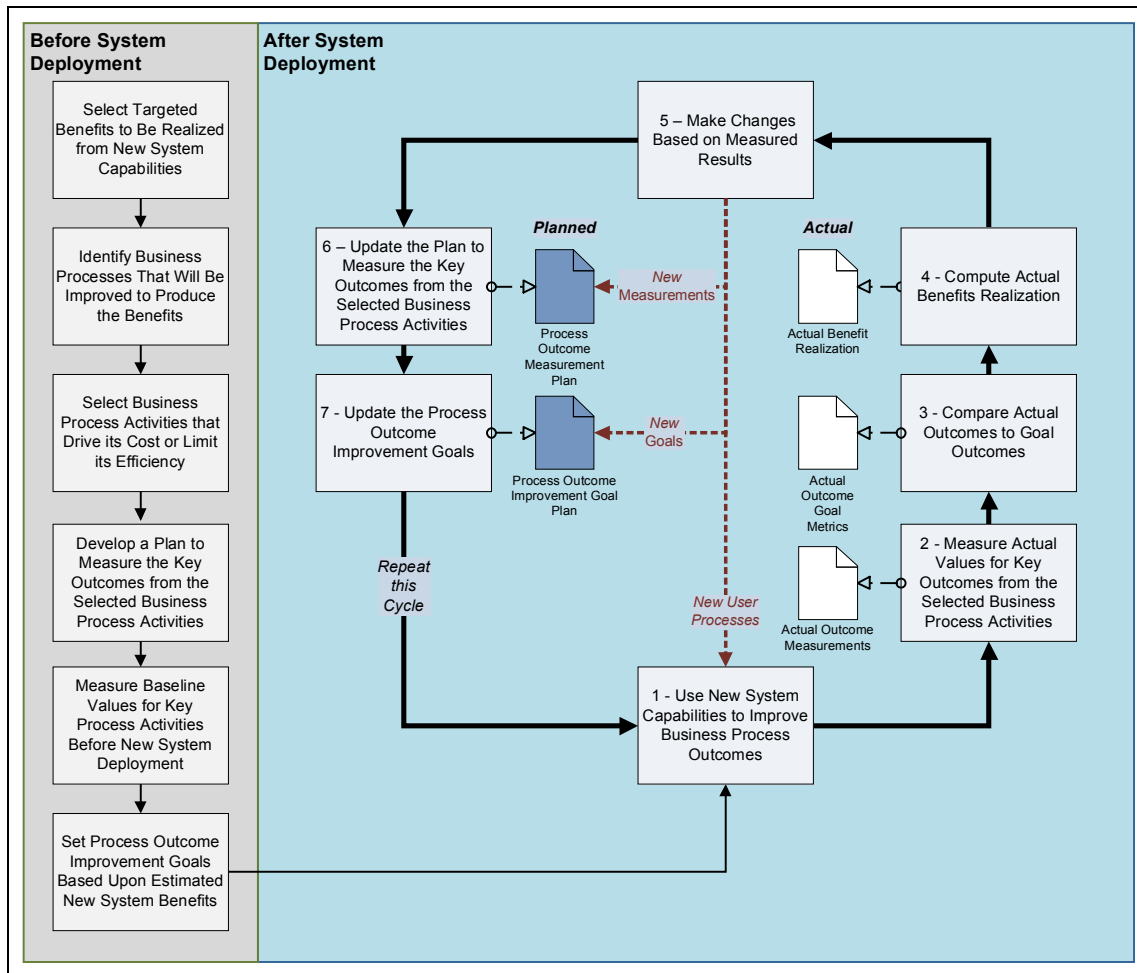 Before System
Deployment
Select Targeted
Benefits to Be Realized
from New System
Capabilities
Identify Business
Processes That Will Be
Improved to Produce
the Benefits
Select Business
Process Activities that
Drive its Cost or Limit
its Efficiency
Develop a Plan to
Measure the Key
Outcomes from the
Selected Business
Process Activities
Measure Baseline
Values for Key
Process Activities
Before New System
Deployment
Set Process Outcome
Improvement Goals
Based Upon Estimated
New System Benefits
After System
Deployment
5 – Make Changes
Based on Measured
Results
6 – Update the Plan to
Measure the Key
Outcomes from the
Selected Business
Process Activities
Planned
Process
Outcome
Measurement
Plan
New
Measurements
Actual
Actual Benefit
Realization
4 - Compute Actual
Benefits Realization
7 - Update the Process
Outcome
Improvement Goals
Process Outcome
Improvement Goal
Plan
New
Goals
Actual
Outcome
Goal
Metrics
3 - Compare Actual
Outcomes to Goal
Outcomes
Repeat
this
Cycle
New User
Processes
Actual Outcome
Measurements
2 - Measure Actual
Values for Key
Outcomes from the
Selected Business
Process Activities
1 - Use New System
Capabilities to Improve
Business Process
Outcomes